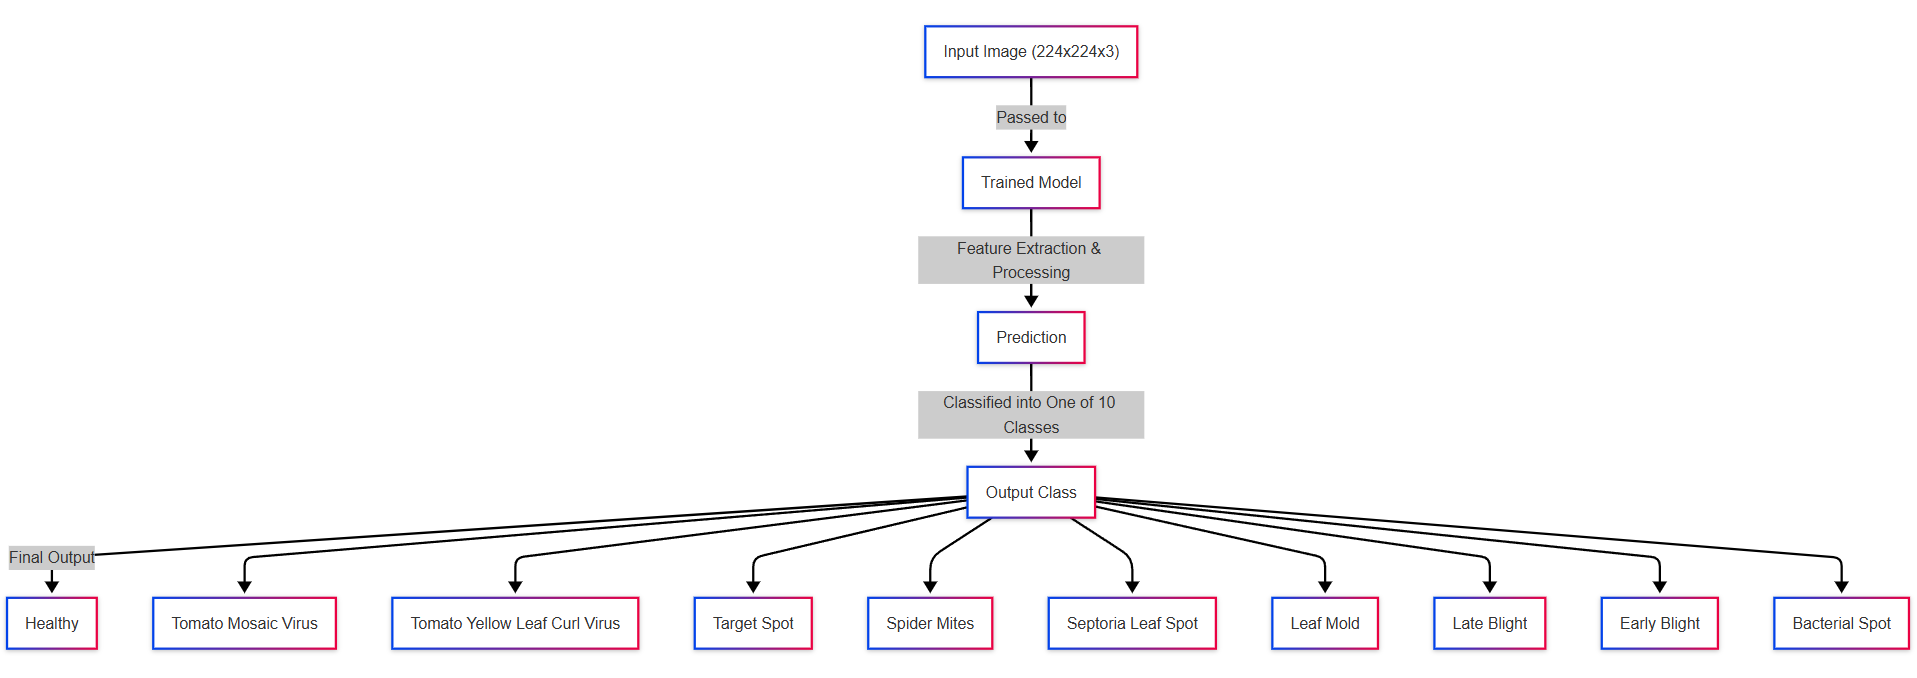 Input Image (224x224x3)
Passed to
Trained Model
Feature Extraction &
Processing
Prediction
Classified into One of 10
Classes
Output Class
Final Output
Healthy
Tomato Mosaic Virus
Tomato Yellow Leaf Curl Virus
Target Spot
Spider Mites
Septoria Leaf Spot
Leaf Mold
Late Blight
Early Blight
Bacterial Spot